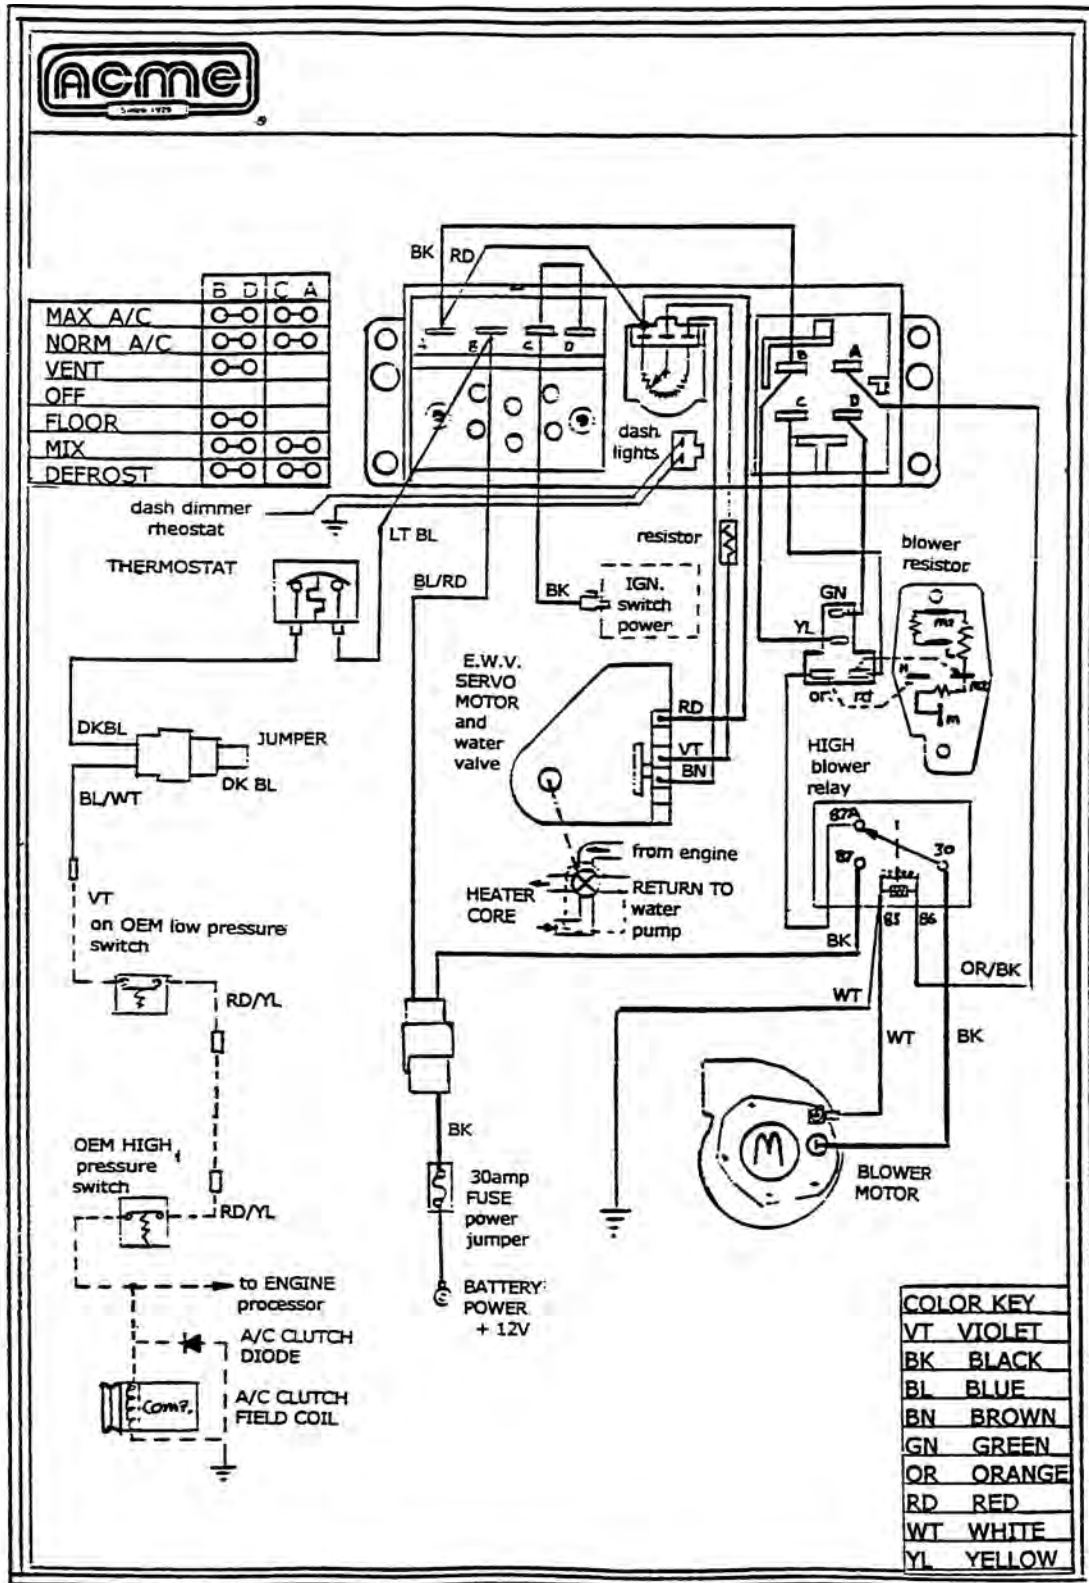 ACME
Since 1929
®
BK RD
B D C A
MAX A/C
NORM A/C
VENT
OFF
FLOOR
MIX
DEFROST
A B C D
B A
C D
dash
lights
dash dimmer
rheostat
LT BL
resistor
blower
resistor
THERMOSTAT
BL/RD
BK
IGN.
switch
power
GN
YL
or rd
M2
H
M
E.W.V.
SERVO
MOTOR
and
water
valve
RD
VT
BN
DKBL
JUMPER
DK BL
BL/WT
HIGH
blower
relay
87A
87
30
85 86
from engine
HEATER
CORE
RETURN TO
water
pump
VT
on OEM low pressure
switch
RD/YL
BK
OR/BK
WT
WT
BK
BK
M
BLOWER
MOTOR
OEM HIGH
pressure
switch
RD/YL
30amp
FUSE
power
jumper
to ENGINE
processor
BATTERY
POWER
+ 12V
A/C CLUTCH
DIODE
Comp.
A/C CLUTCH
FIELD COIL
COLOR KEY
VT VIOLET
BK BLACK
BL BLUE
BN BROWN
GN GREEN
OR ORANGE
RD RED
WT WHITE
YL YELLOW